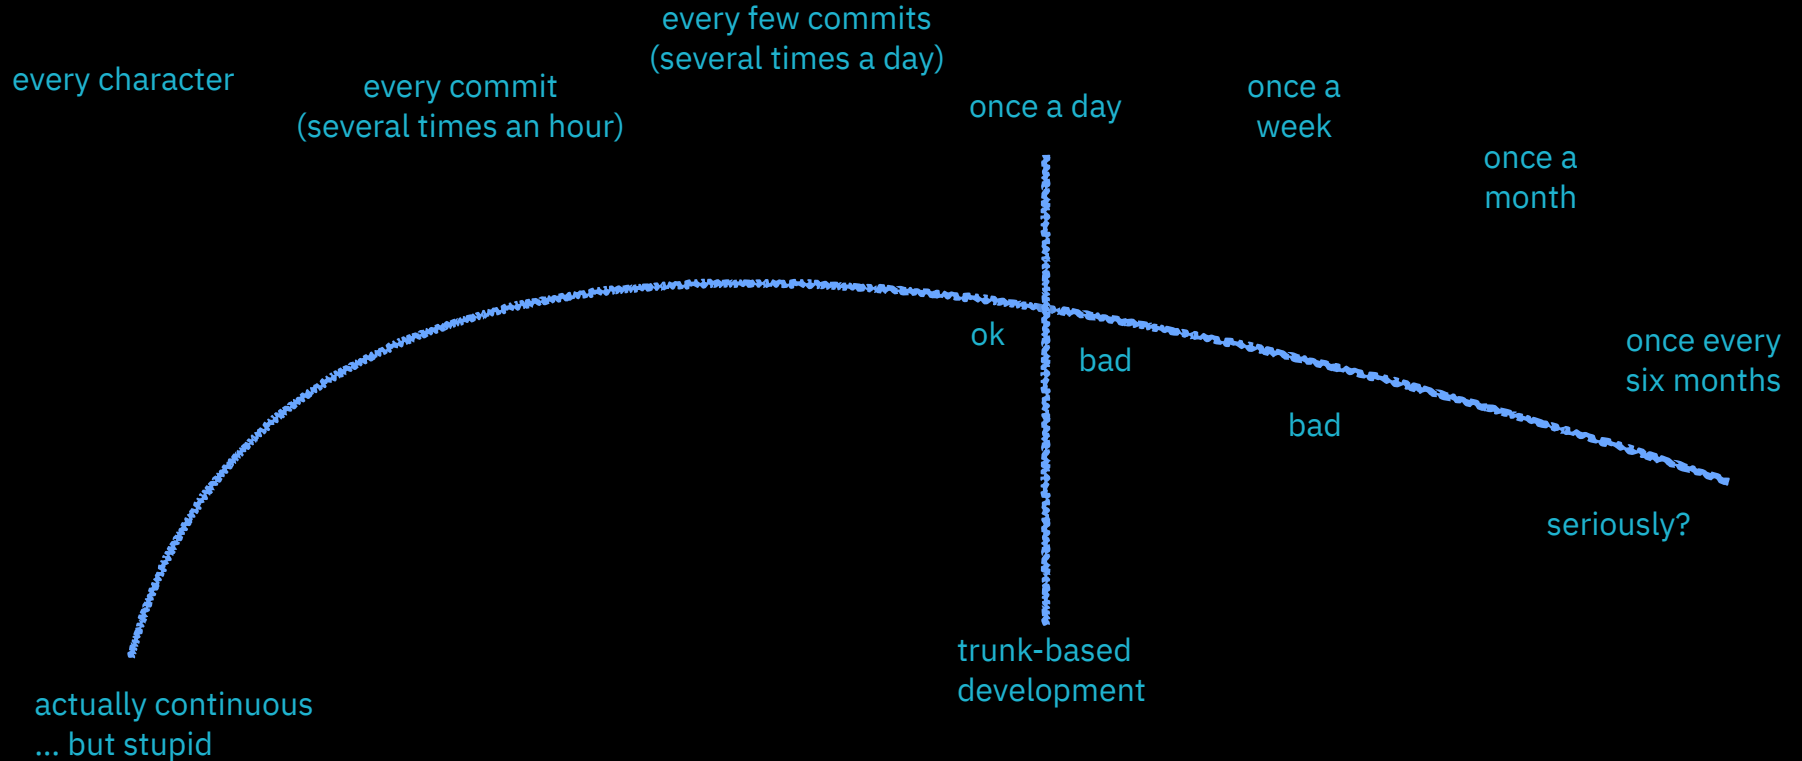 every few commits
(several times a day)
every character
every commit
(several times an hour)
once a day
once a
week
once a
month
ok
bad
once every
six months
bad
seriously?
trunk-based
development
actually continuous
... but stupid